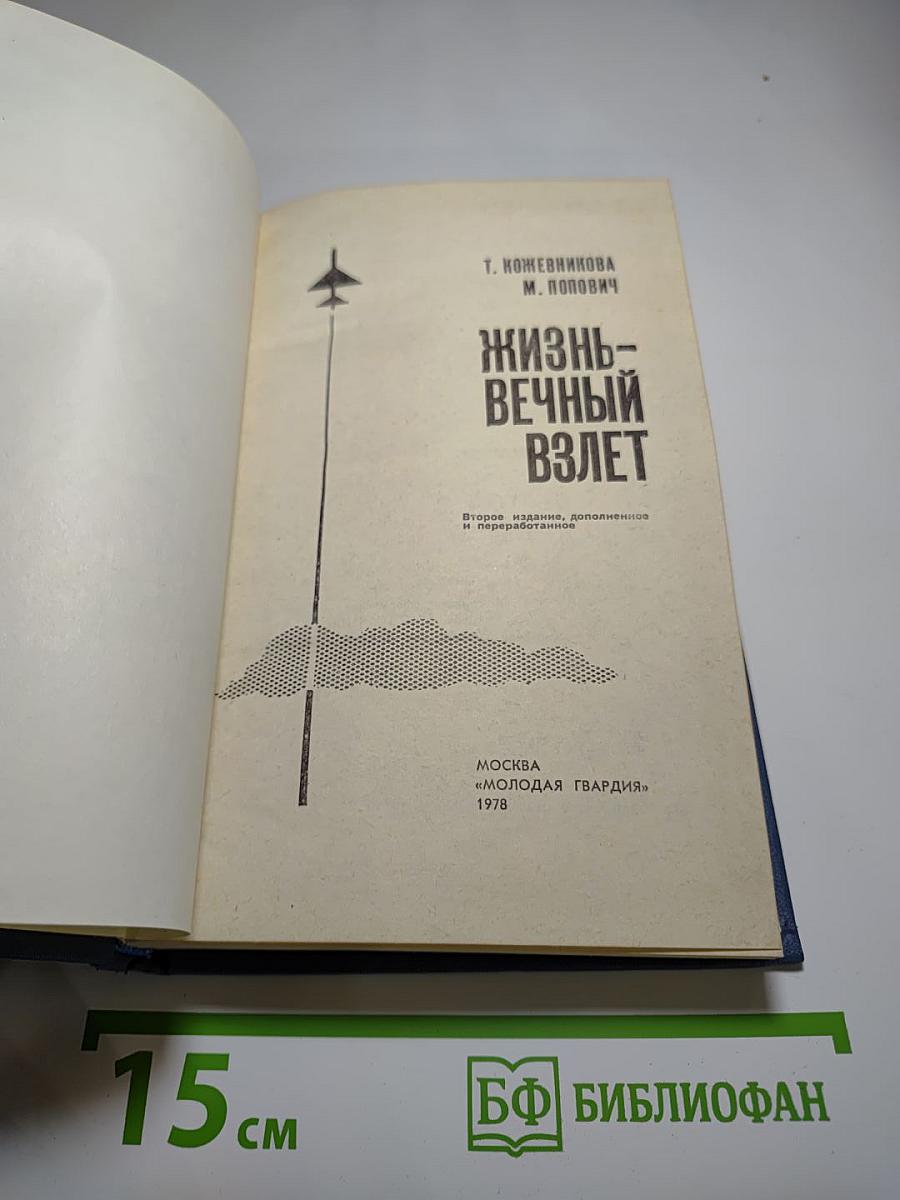 Т. КОЖЕВНИКОВА
М. ПОПОВИЧ
ЖИЗНЬ-
ВЕЧНЫЙ
ВЗЛЕТ
Второе издание, дополненное
и переработанное
МОСКВА
«МОЛОДАЯ ГВАРДИЯ»
1978
15 см
БФ БИБЛИОФАН